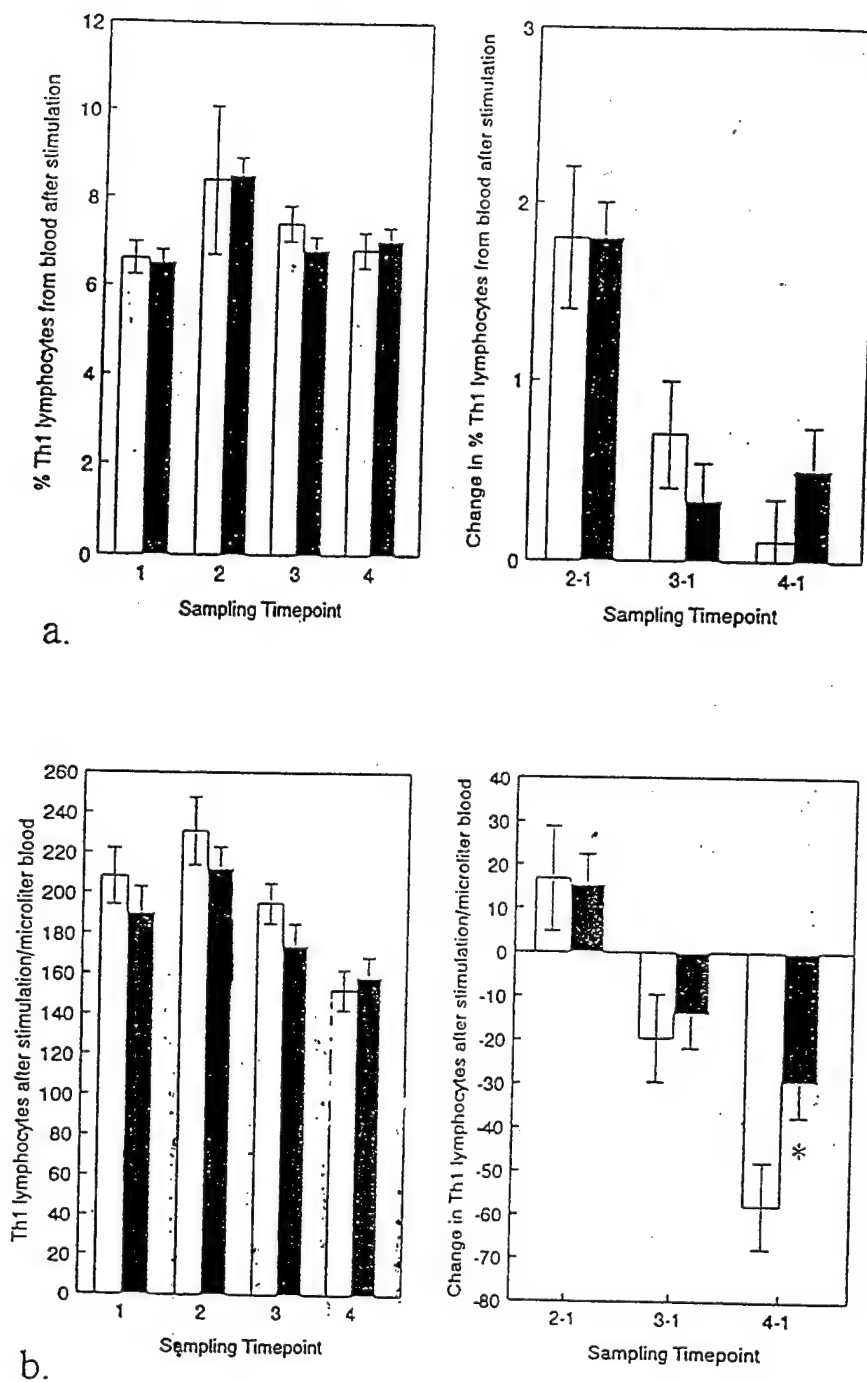 % Th1 lymphocytes from blood after stimulation
12
10
8
6
4
2
0
1 2 3 4
Sampling Timepoint
Change in % Th1 lymphocytes from blood after stimulation
3
2
1
0
2-1 3-1 4-1
Sampling Timepoint
a.
Th1 lymphocytes after stimulation/microliter blood
260
240
220
200
180
160
140
120
100
80
60
40
20
0
1 2 3 4
Sampling Timepoint
Change in Th1 lymphocytes after stimulation/microliter blood
40
30
20
10
0
-10
-20
-30
-40
-50
-60
-70
-80
*
2-1 3-1 4-1
Sampling Timepoint
b.